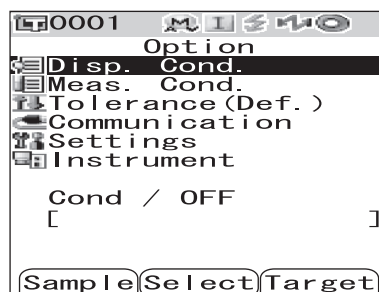 0001 M I
Option
Disp. Cond.
Meas. Cond.
Tolerance(Def.)
Communication
Settings
Instrument
Cond / OFF
[ ]
Sample Select Target